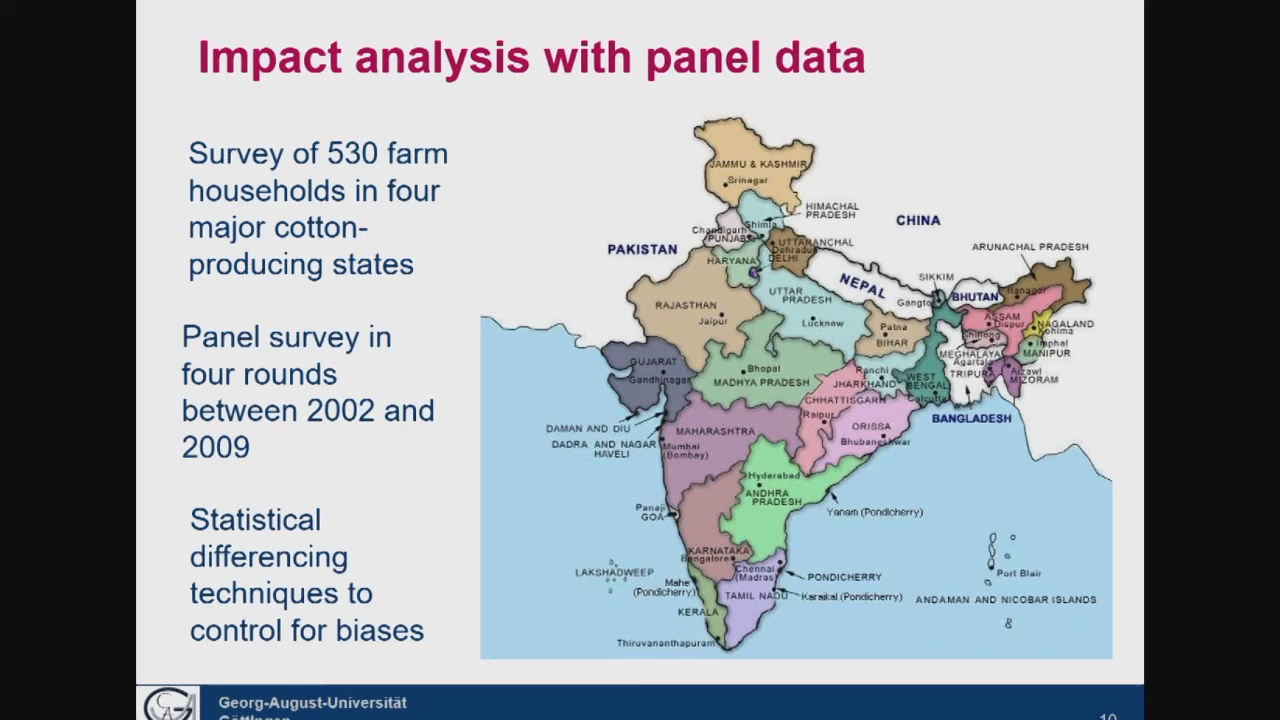 Impact analysis with panel data
Survey of 530 farm
households in four
major cotton-
producing states
Panel survey in
four rounds
between 2002 and
2009
Statistical
differencing
techniques to
control for biases
JAMMU & KASHMIR
Srinagar
HIMACHAL
PRADESH
Shimla
CHINA
Chandigarh
PUNJAB
PAKISTAN
UTTARANCHAL
Dehradun
ARUNACHAL PRADESH
HARYANA
DELHI
SIKKIM
NEPAL
Gangtok
BHUTAN
Itanagar
RAJASTHAN
Jaipur
UTTAR
PRADESH
Lucknow
Patna
BIHAR
ASSAM
Dispur
NAGALAND
Kohima
Shillong
MEGHALAYA
Imphal
MANIPUR
Agartala
TRIPURA
Aizawl
MIZORAM
GUJARAT
Gandhinagar
Bhopal
MADHYA PRADESH
Ranchi
JHARKHAND
WEST
BENGAL
Calcutta
CHHATTISGARH
Raipur
BANGLADESH
DAMAN AND DIU
DADRA AND NAGAR
HAVELI
MAHARASHTRA
Mumbai
(Bombay)
ORISSA
Bhubaneshwar
Hyderabad
ANDHRA
PRADESH
Yanam (Pondicherry)
Panaji
GOA
KARNATAKA
Bangalore
LAKSHADWEEP
Mahe
(Pondicherry)
Chennai
(Madras)
PONDICHERRY
Port Blair
TAMIL NADU
Karaikal (Pondicherry)
ANDAMAN AND NICOBAR ISLANDS
KERALA
Thiruvananthapuram
Georg-August-Universität
Göttingen
10